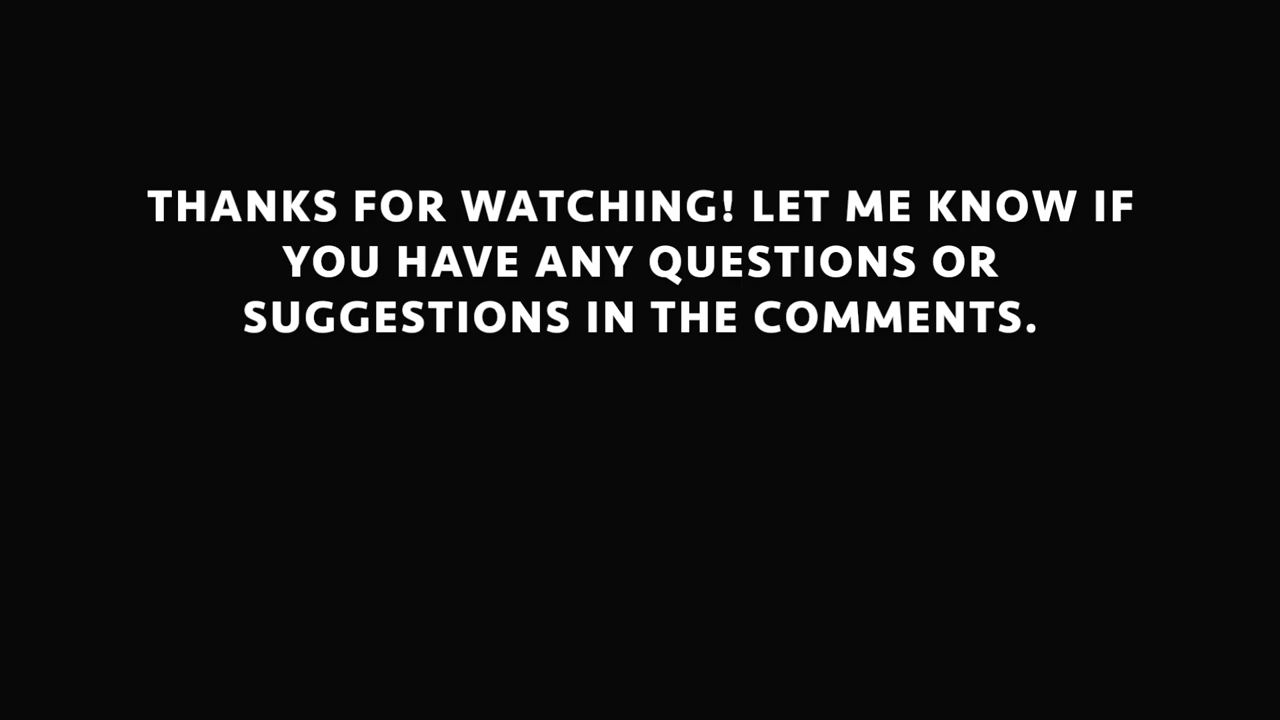 THANKS FOR WATCHING! LET ME KNOW IF
YOU HAVE ANY QUESTIONS OR
SUGGESTIONS IN THE COMMENTS.